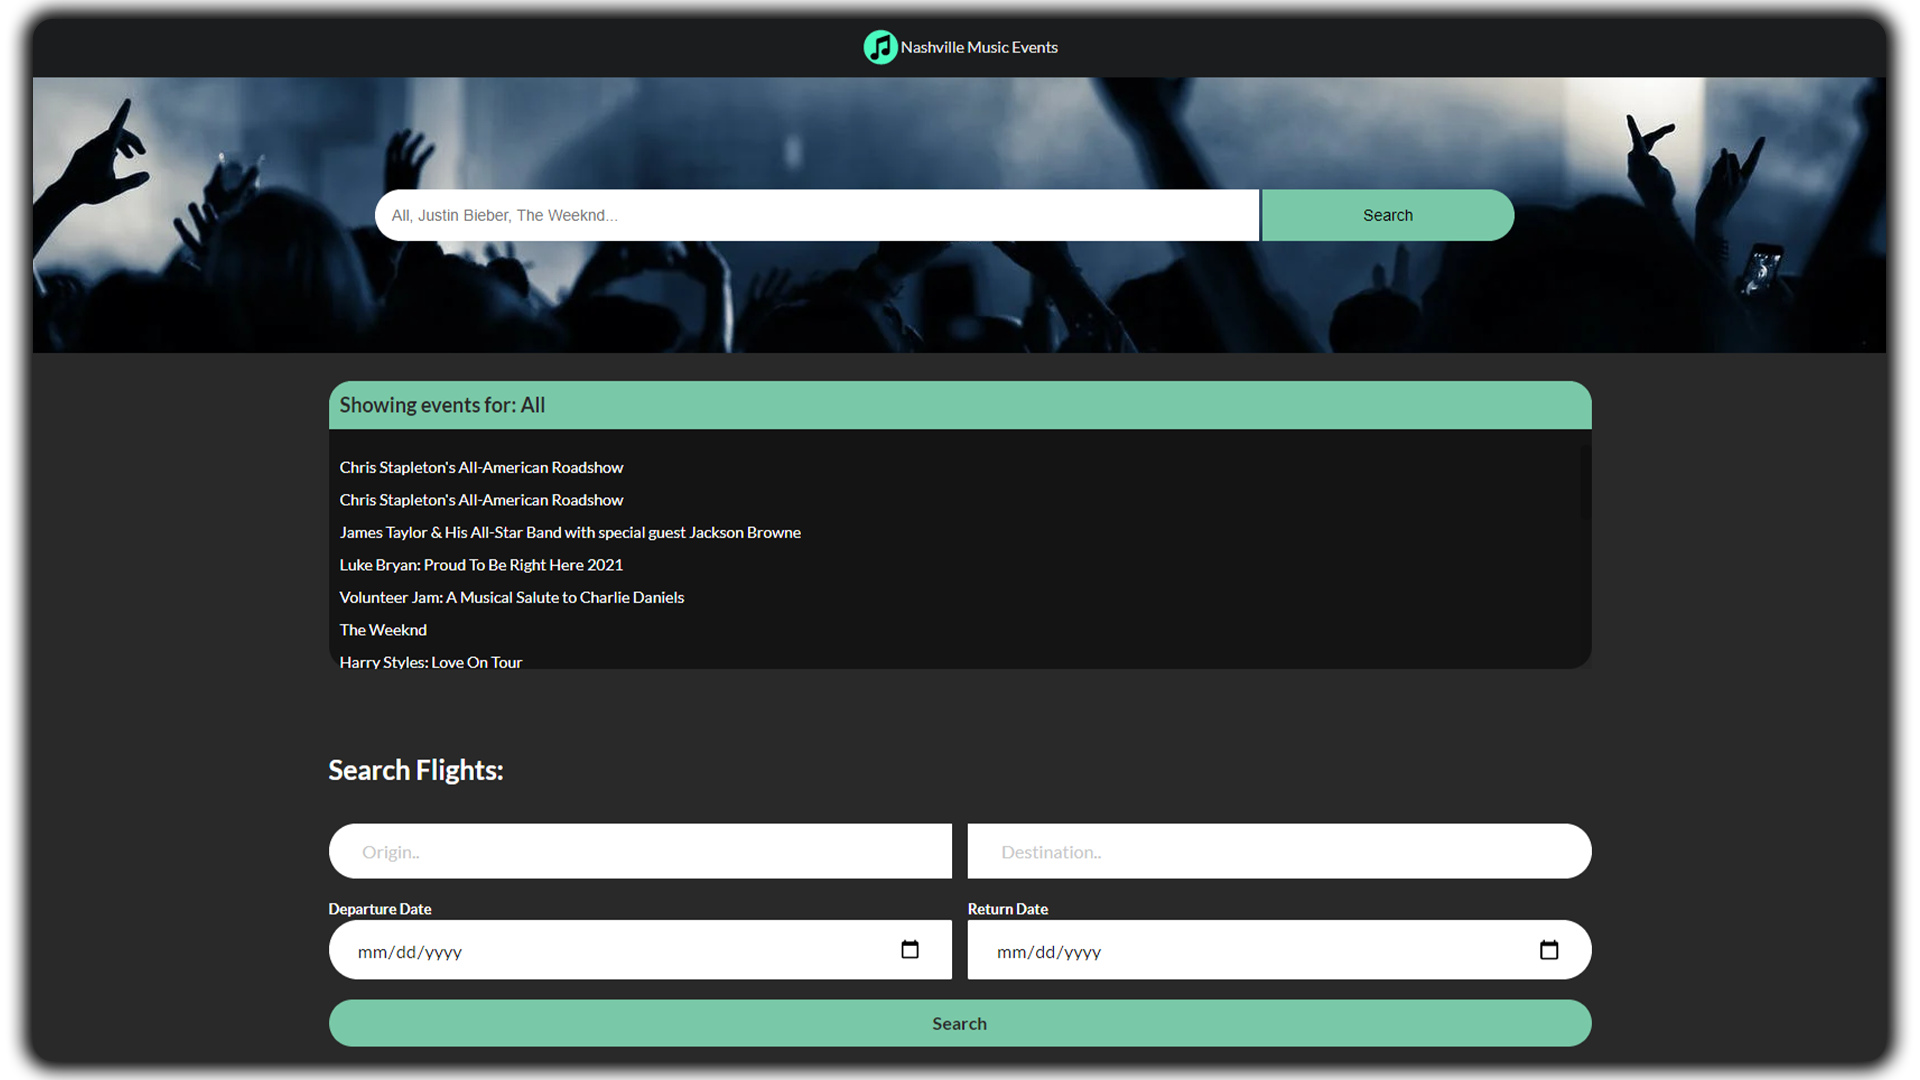 Nashville Music Events
All, Justin Bieber, The Weeknd...
Search
Showing events for: All
Chris Stapleton's All-American Roadshow
Chris Stapleton's All-American Roadshow
James Taylor & His All-Star Band with special guest Jackson Browne
Luke Bryan: Proud To Be Right Here 2021
Volunteer Jam: A Musical Salute to Charlie Daniels
The Weeknd
Harry Styles: Love On Tour
Search Flights:
Origin..
Destination..
Departure Date
Return Date
mm/dd/yyyy
mm/dd/yyyy
Search